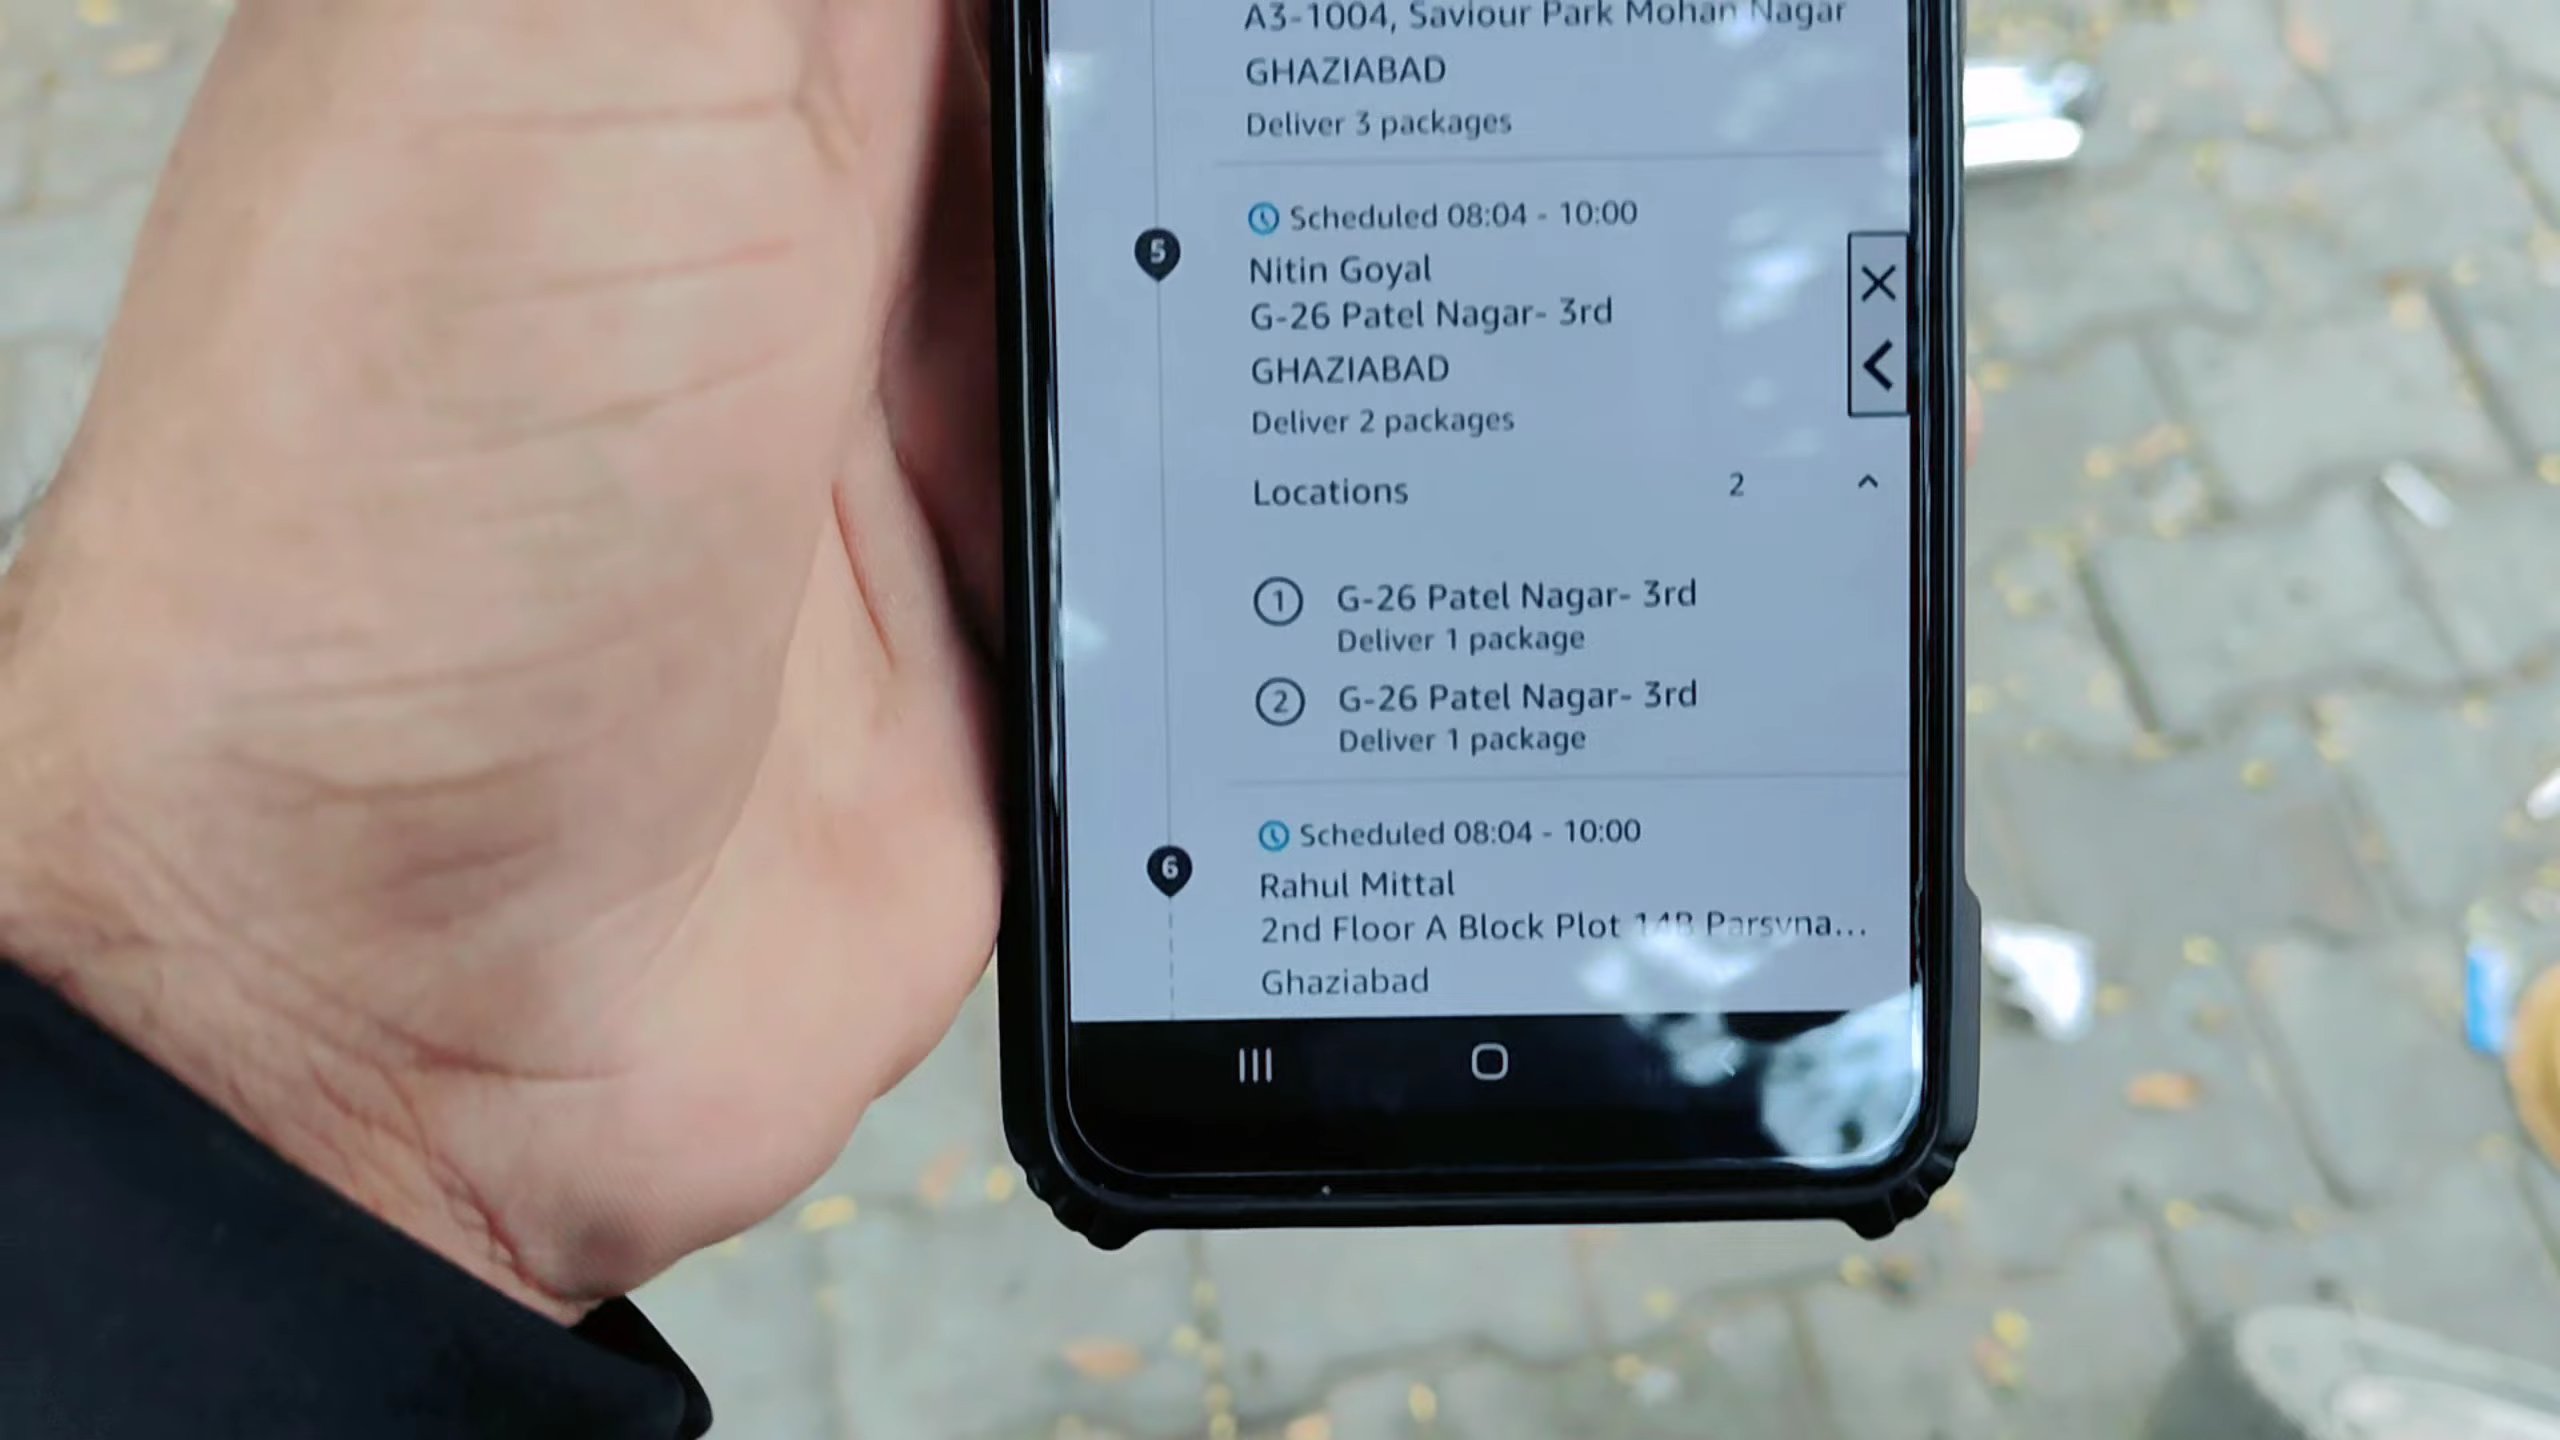 A3-1004, Saviour Park Mohan Nagar
GHAZIABAD
Deliver 3 packages
Scheduled 08:04 - 10:00
5
Nitin Goyal
G-26 Patel Nagar- 3rd
GHAZIABAD
Deliver 2 packages
Locations 2
1 G-26 Patel Nagar- 3rd
Deliver 1 package
2 G-26 Patel Nagar- 3rd
Deliver 1 package
Scheduled 08:04 - 10:00
6
Rahul Mittal
2nd Floor A Block Plot 14B Parsvna...
Ghaziabad